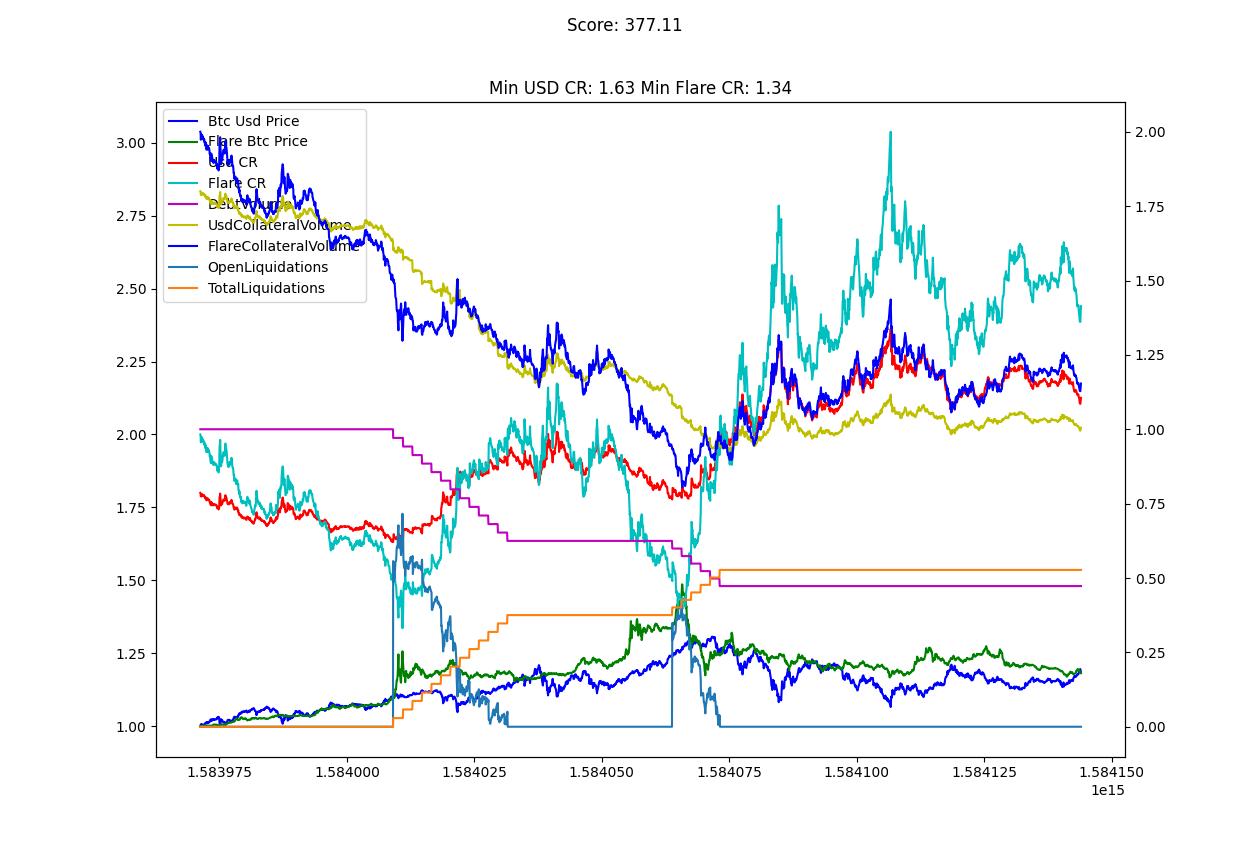 Score: 377.11
Min USD CR: 1.63 Min Flare CR: 1.34
Btc Usd Price
Flare Btc Price
Usd CR
Flare CR
DebtVolume
UsdCollateralVolume
FlareCollateralVolume
OpenLiquidations
TotalLiquidations
3.00
2.75
2.50
2.25
2.00
1.75
1.50
1.25
1.00
2.00
1.75
1.50
1.25
1.00
0.75
0.50
0.25
0.00
1.583975 1.584000 1.584025 1.584050 1.584075 1.584100 1.584125 1.584150
1e15